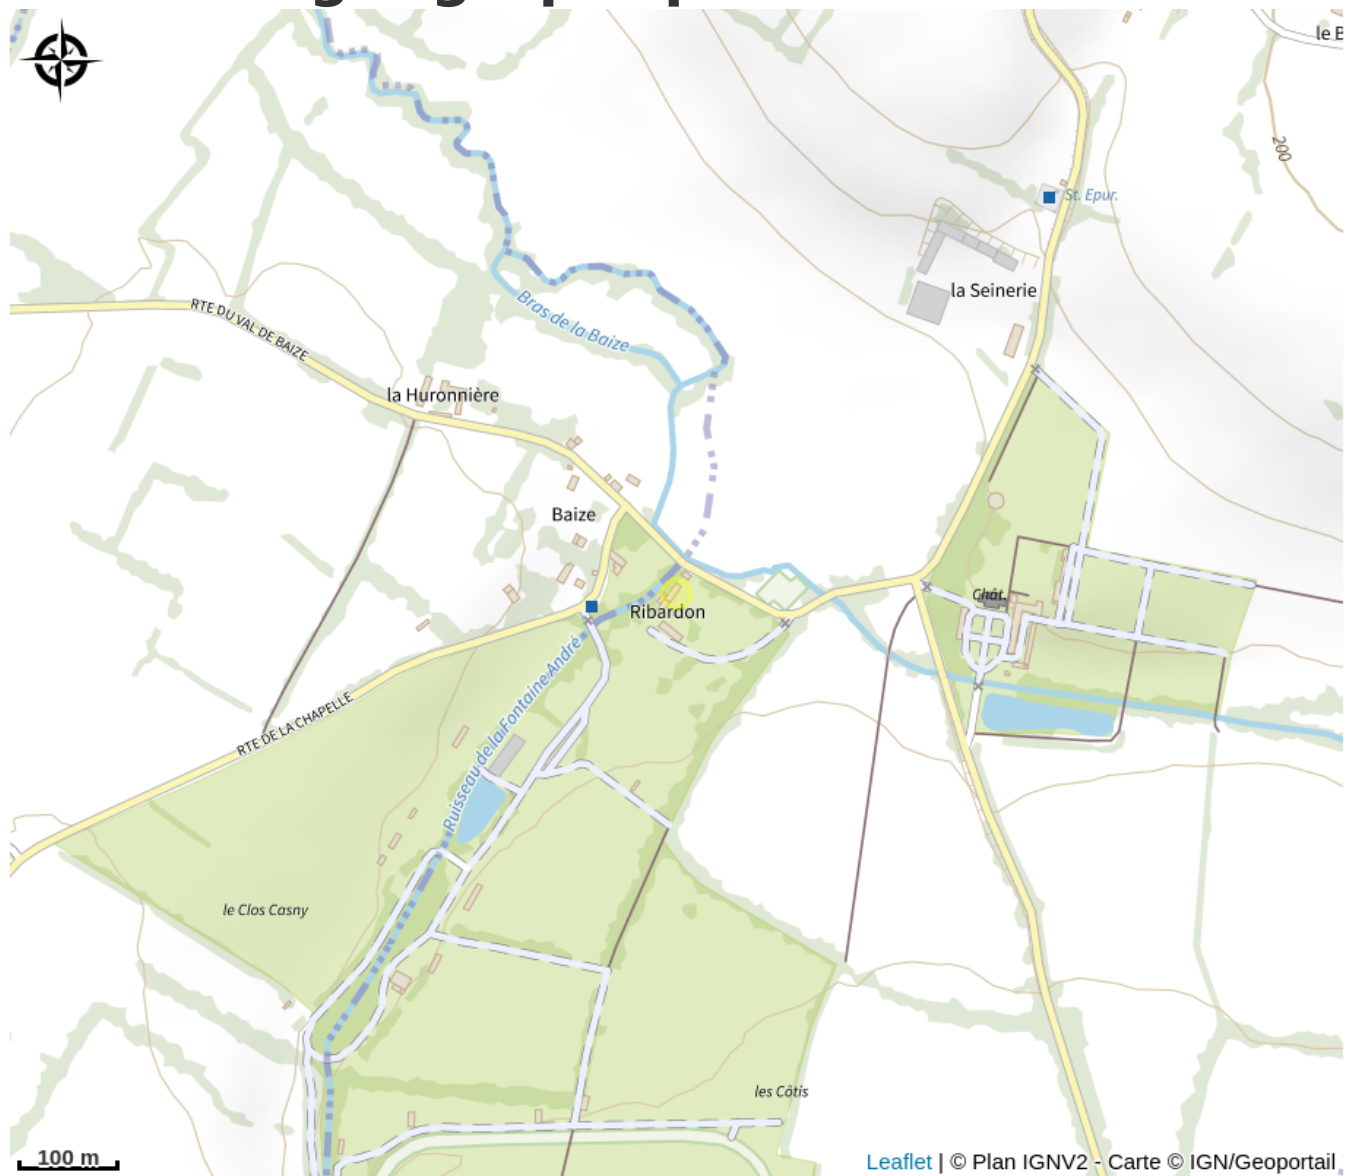 le B
200
St. Epur.
la Seinerie
Bras de la Baize
RTE DU VAL DE BAIZE
la Huronnière
Baize
Chât.
Ribardon
Ruisseau de la Fontaine André
RTE DE LA CHAPELLE
le Clos Casny
les Côtis
100 m
Leaflet | © Plan IGNV2 - Carte © IGN/Geoportail